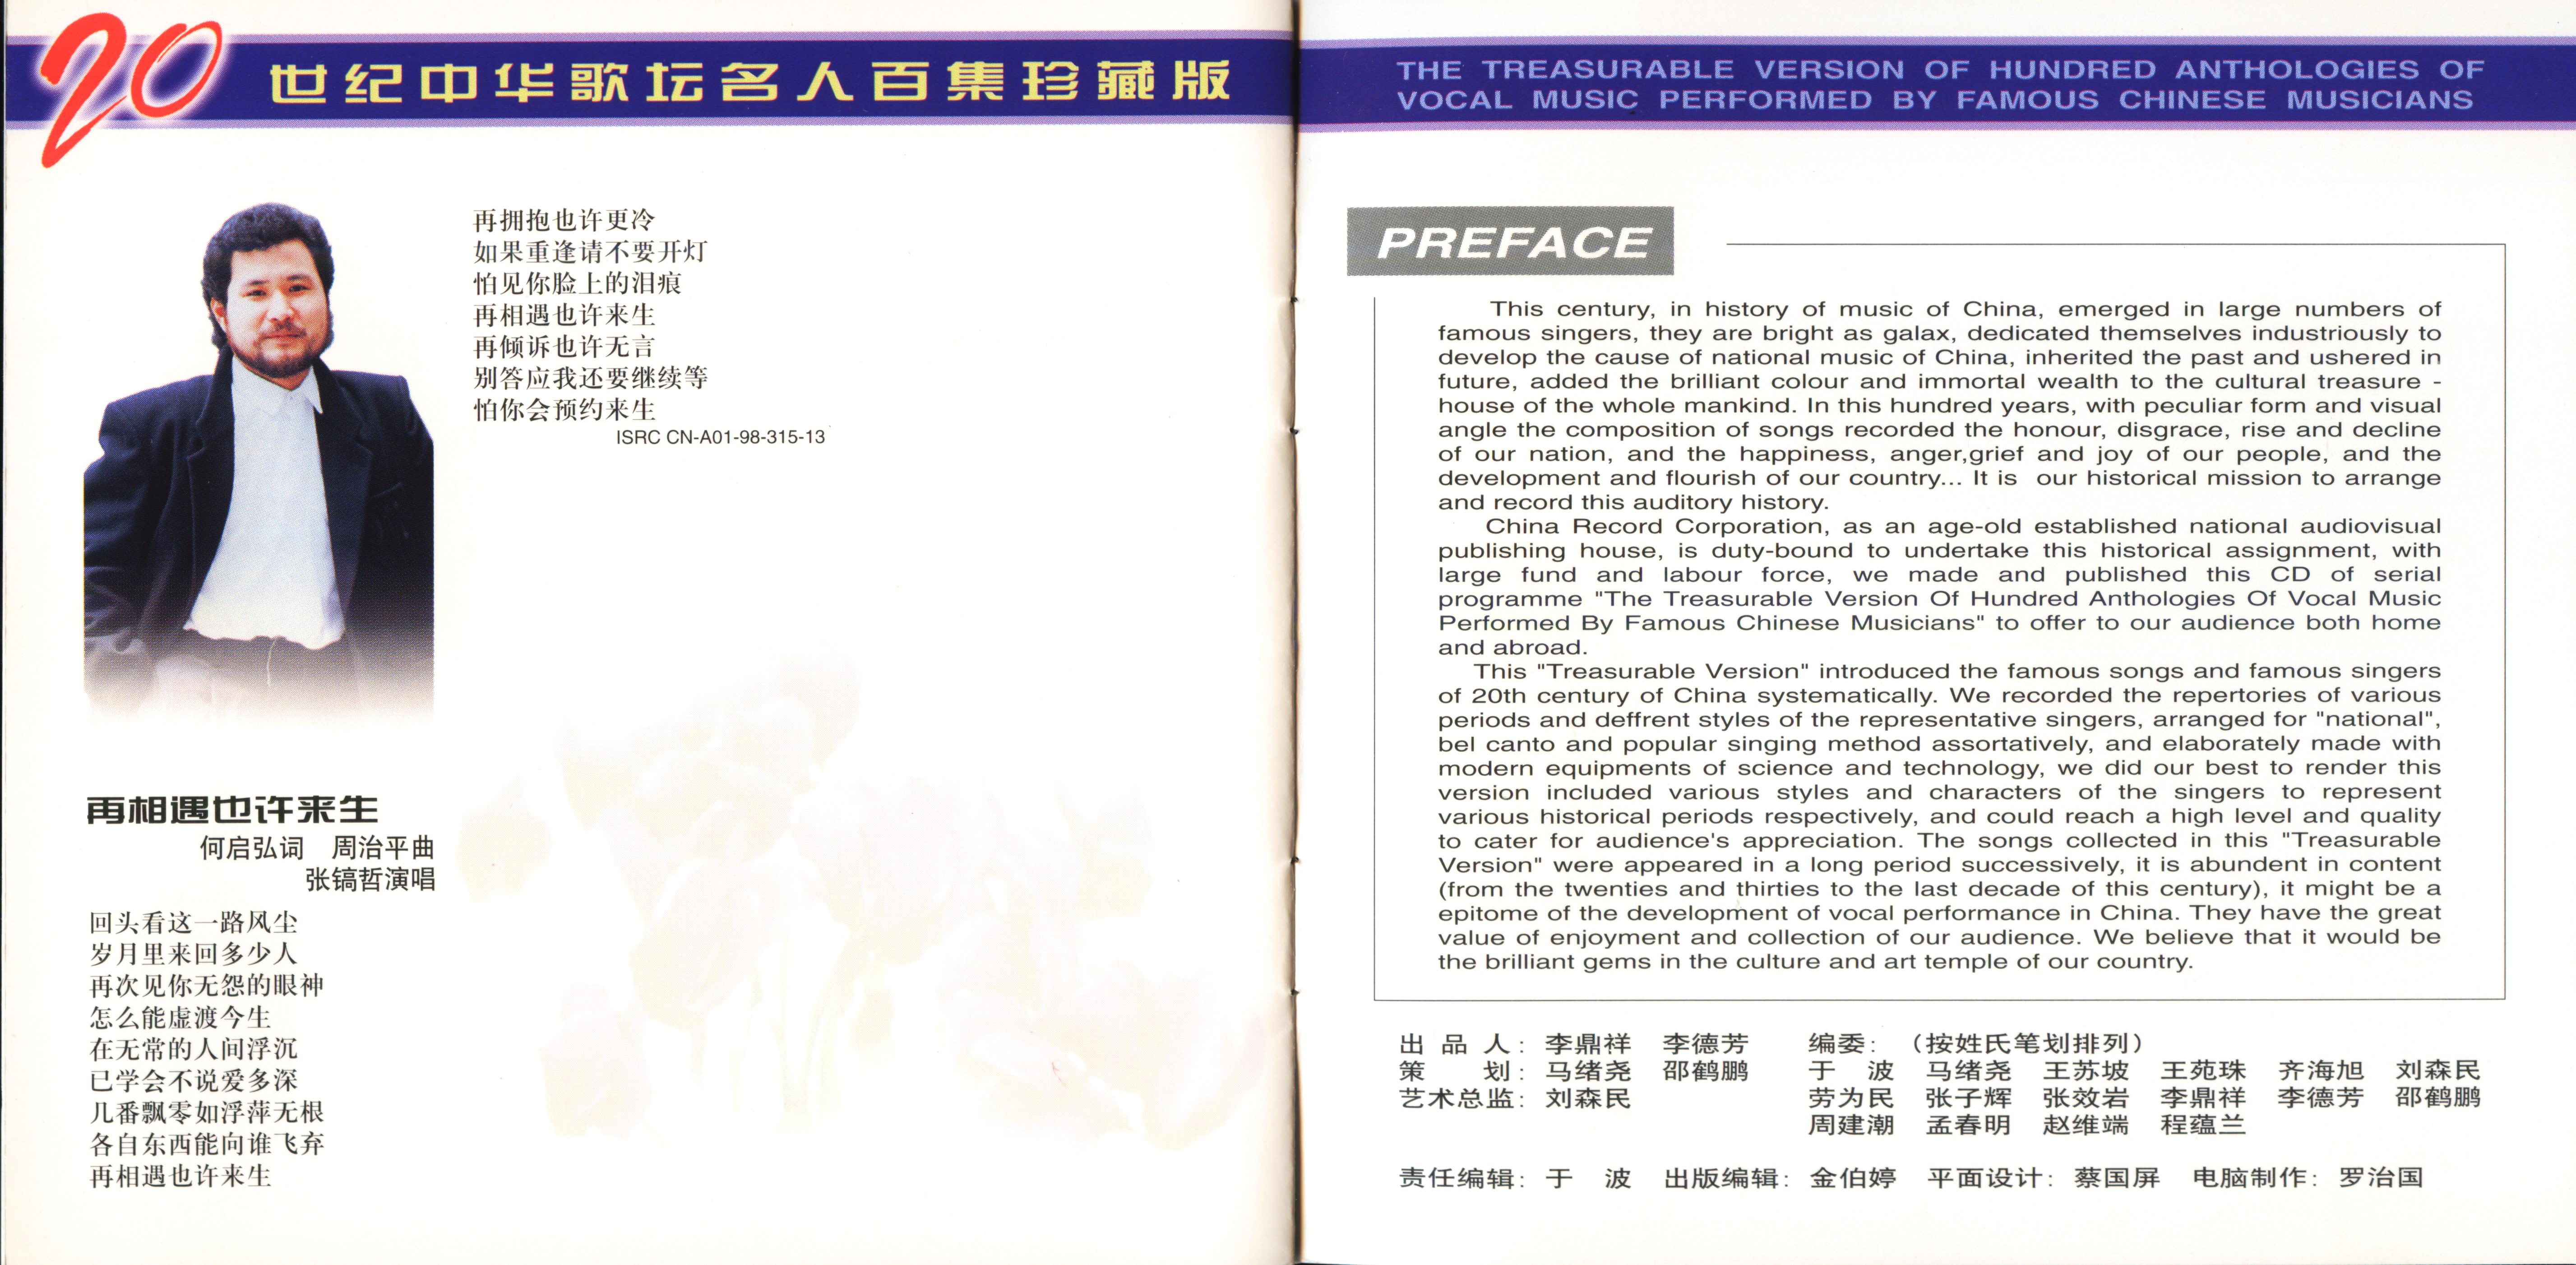 20世纪中华歌坛名人百集珍藏版
再相遇也许来生
何启弘词 周治平曲
张镐哲演唱
回头看这一路风尘
岁月里来回多少人
再次见你无怨的眼神
怎么能虚渡今生
在无常的人间浮沉
已学会不说爱多深
几番飘零如浮萍无根
各自东西能向谁飞弃
再相遇也许来生
再拥抱也许更冷
如果重逢请不要开灯
怕见你脸上的泪痕
再相遇也许来生
再倾诉也许无言
别答应我还要继续等
怕你会预约来生
ISRC CN-A01-98-315-13
THE TREASURABLE VERSION OF HUNDRED ANTHOLOGIES OF
VOCAL MUSIC PERFORMED BY FAMOUS CHINESE MUSICIANS
PREFACE
This century, in history of music of China, emerged in large numbers of
famous singers, they are bright as galax, dedicated themselves industriously to
develop the cause of national music of China, inherited the past and ushered in
future, added the brilliant colour and immortal wealth to the cultural treasure -
house of the whole mankind. In this hundred years, with peculiar form and visual
angle the composition of songs recorded the honour, disgrace, rise and decline
of our nation, and the happiness, anger,grief and joy of our people, and the
development and flourish of our country... It is our historical mission to arrange
and record this auditory history.
China Record Corporation, as an age-old established national audiovisual
publishing house, is duty-bound to undertake this historical assignment, with
large fund and labour force, we made and published this CD of serial
programme "The Treasurable Version Of Hundred Anthologies Of Vocal Music
Performed By Famous Chinese Musicians" to offer to our audience both home
and abroad.
This "Treasurable Version" introduced the famous songs and famous singers
of 20th century of China systematically. We recorded the repertories of various
periods and deffrent styles of the representative singers, arranged for "national",
bel canto and popular singing method assortatively, and elaborately made with
modern equipments of science and technology, we did our best to render this
version included various styles and characters of the singers to represent
various historical periods respectively, and could reach a high level and quality
to cater for audience's appreciation. The songs collected in this "Treasurable
Version" were appeared in a long period successively, it is abundent in content
(from the twenties and thirties to the last decade of this century), it might be a
epitome of the development of vocal performance in China. They have the great
value of enjoyment and collection of our audience. We believe that it would be
the brilliant gems in the culture and art temple of our country.
出品人：李鼎祥 李德芳
策划：马绪尧 邵鹤鹏
艺术总监：刘森民
编委：（按姓氏笔划排列）
于波 马绪尧 王苏坡 王苑珠 齐海旭 刘森民
劳为民 张子辉 张效岩 李鼎祥 李德芳 邵鹤鹏
周建潮 孟春明 赵维端 程蕴兰
责任编辑：于波 出版编辑：金伯婷 平面设计：蔡国屏 电脑制作：罗治国